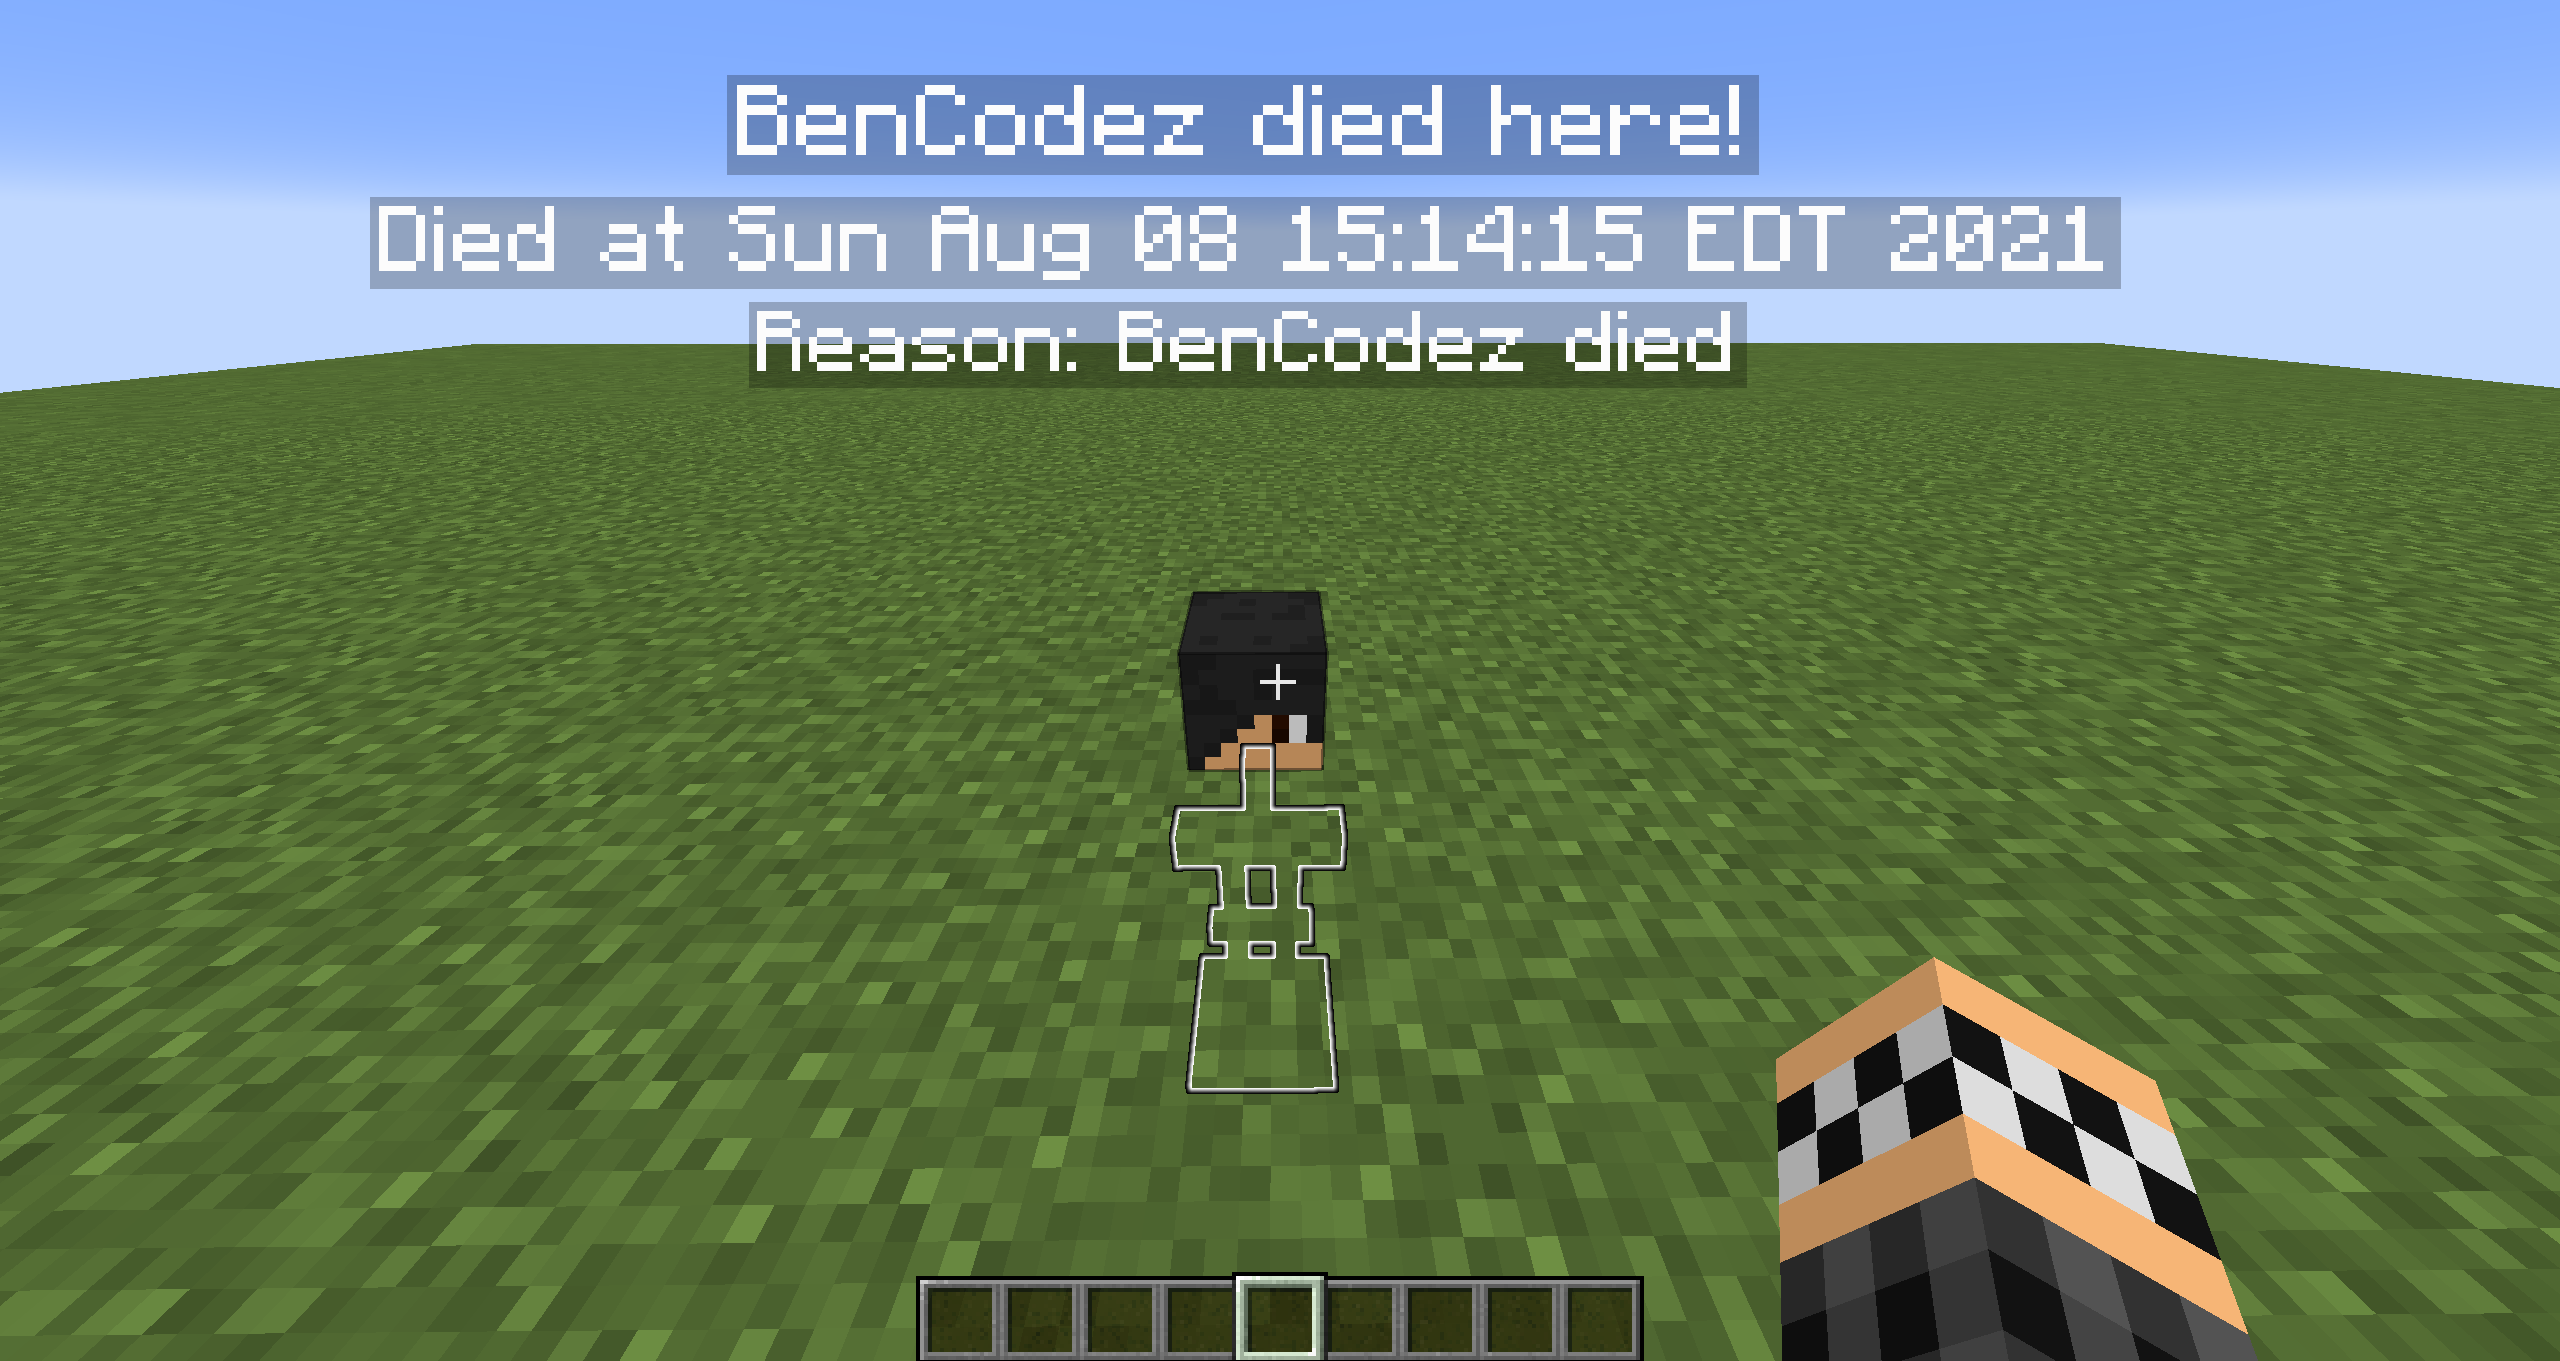 BenCodez died here!
Died at Sun Aug 08 15:14:15 EDT 2021
Reason: BenCodez died